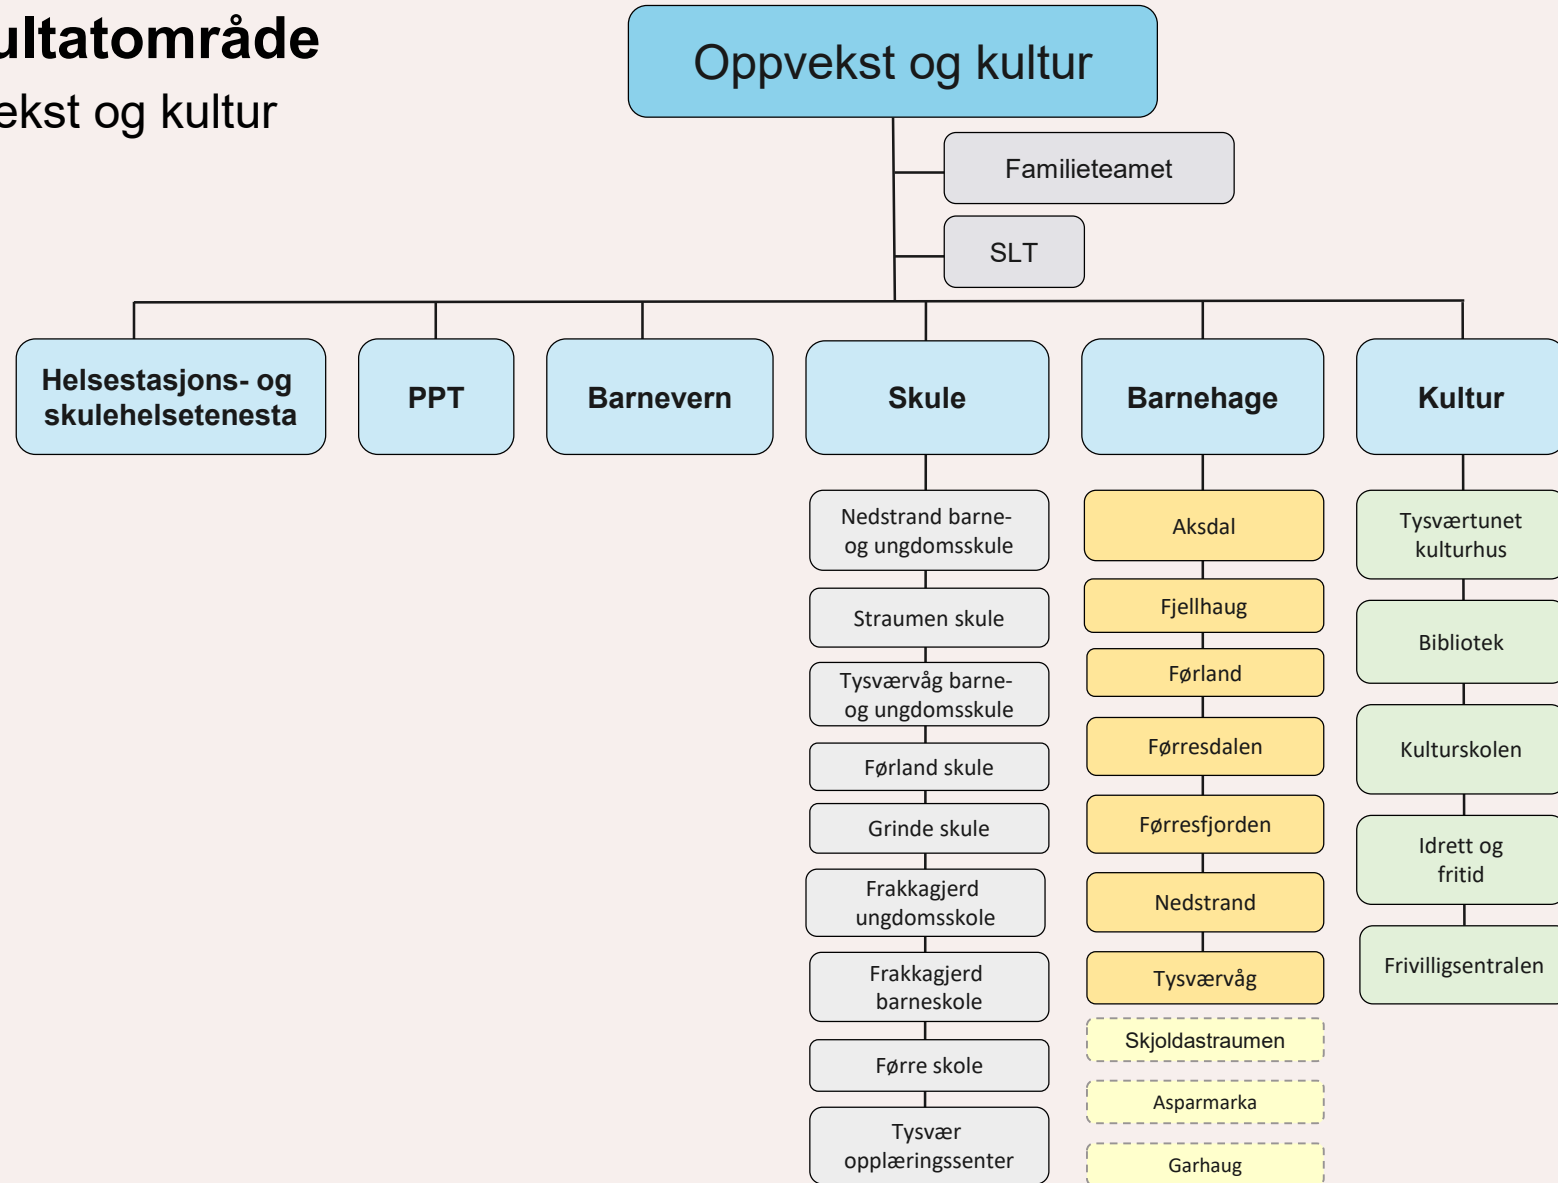 ultatområde
ekst og kultur
Oppvekst og kultur
Familieteamet
SLT
Helsestasjons- og
skulehelsetenesta
PPT
Barnevern
Skule
Barnehage
Kultur
Nedstrand barne-
og ungdomsskule
Straumen skule
Tysværvåg barne-
og ungdomsskule
Førland skule
Grinde skule
Frakkagjerd
ungdomsskole
Frakkagjerd
barneskole
Førre skole
Tysvær
opplæringssenter
Aksdal
Fjellhaug
Førland
Førresdalen
Førresfjorden
Nedstrand
Tysværvåg
Skjoldastraumen
Asparmarka
Garhaug
Tysværtunet
kulturhus
Bibliotek
Kulturskolen
Idrett og
fritid
Frivilligsentralen